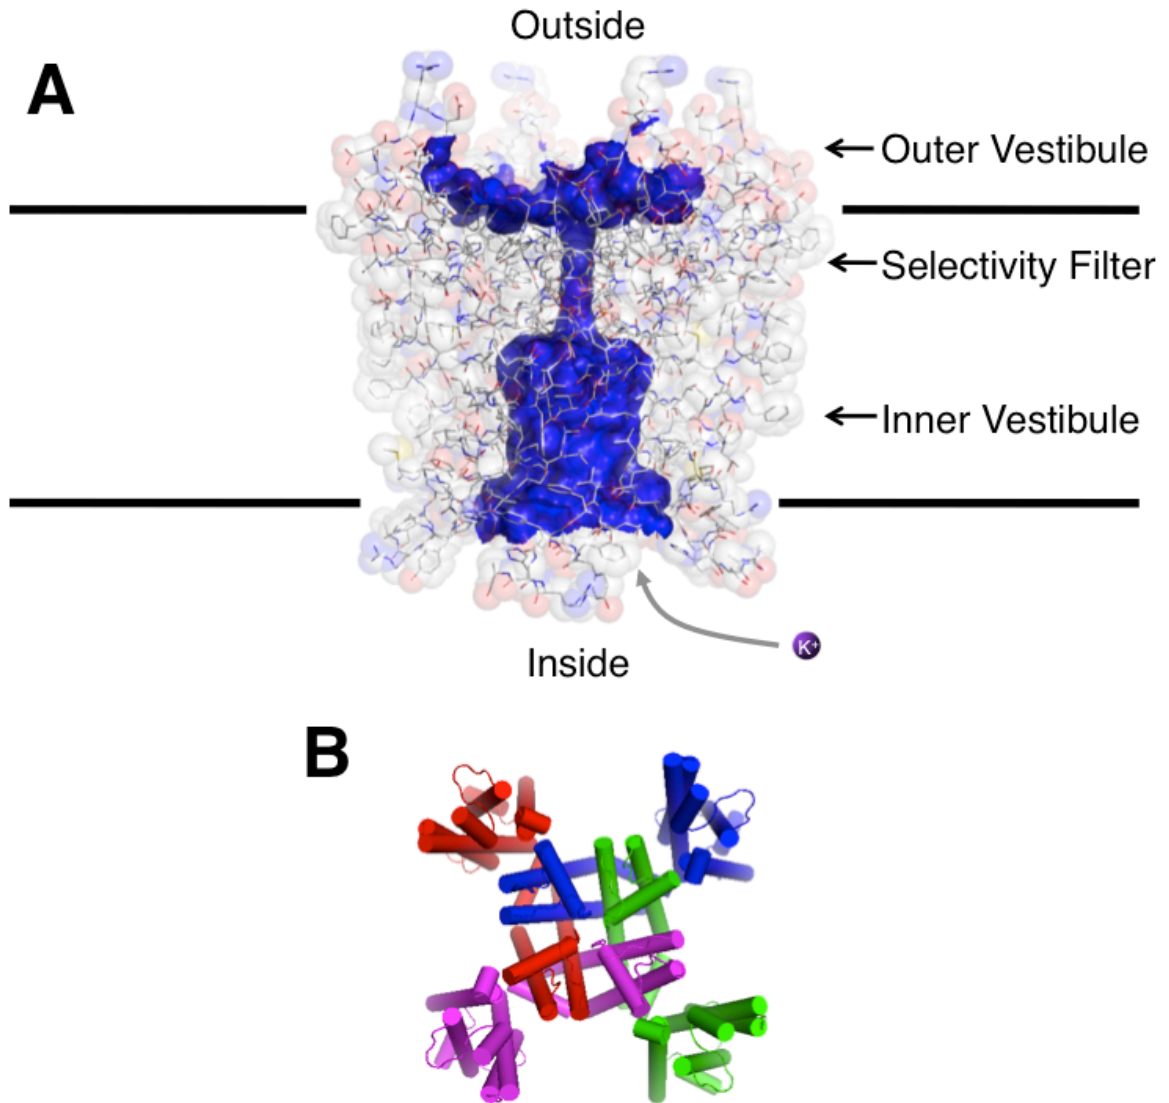 Outside
A
Outer Vestibule
Selectivity Filter
Inner Vestibule
K+
Inside
B